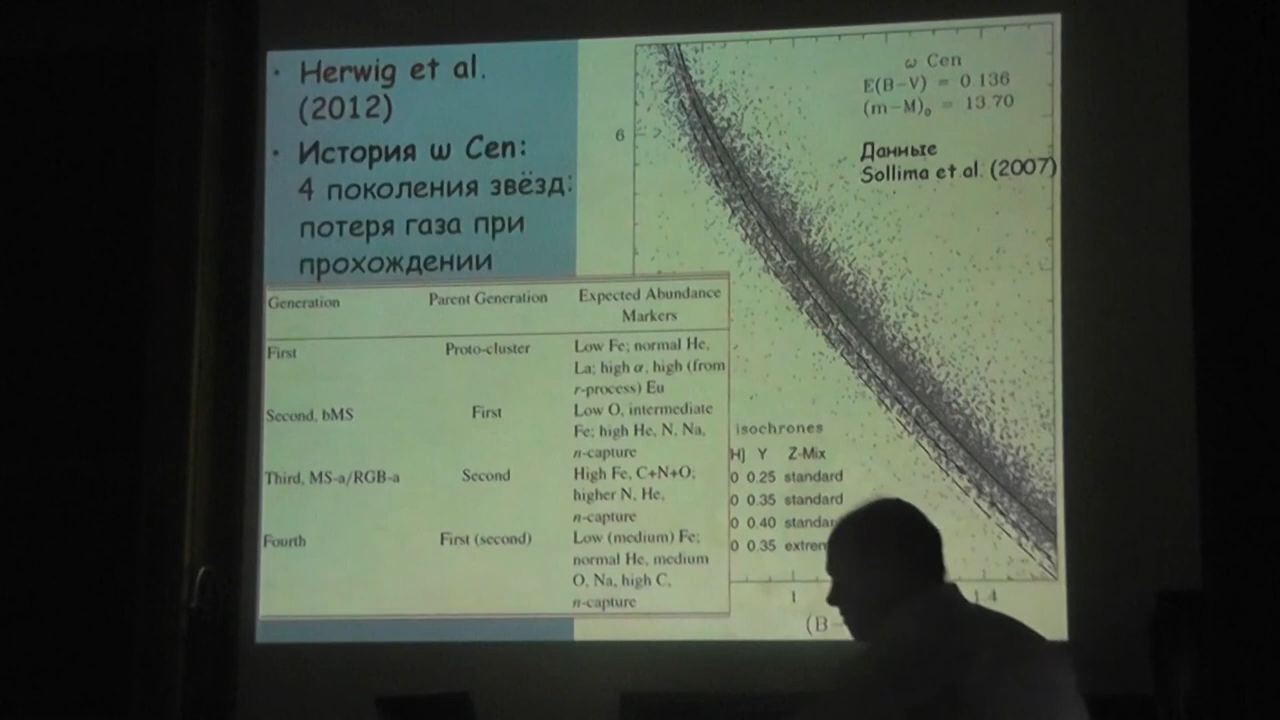 • Herwig et al.
(2012)
• История ω Cen:
4 поколения звёзд:
потеря газа при
прохождении
Generation Parent Generation Expected Abundance
Markers
First Proto-cluster Low Fe; normal He,
La; high α, high (from
r-process) Eu
Second, bMS First Low O, intermediate
Fe; high He, N, Na,
n-capture
Third, MS-a/RGB-a Second High Fe, C+N+O;
higher N, He,
n-capture
Fourth First (second) Low (medium) Fe;
normal He, medium
O, Na, high C,
n-capture
ω Cen
E(B-V) = 0.136
(m-M)₀ = 13.70
Данные
Sollima et al. (2007)
6
isochrones
H] Y Z-Mix
0 0.25 standard
0 0.35 standard
0 0.40 standar
0 0.35 extrem
1 1.4
(B-